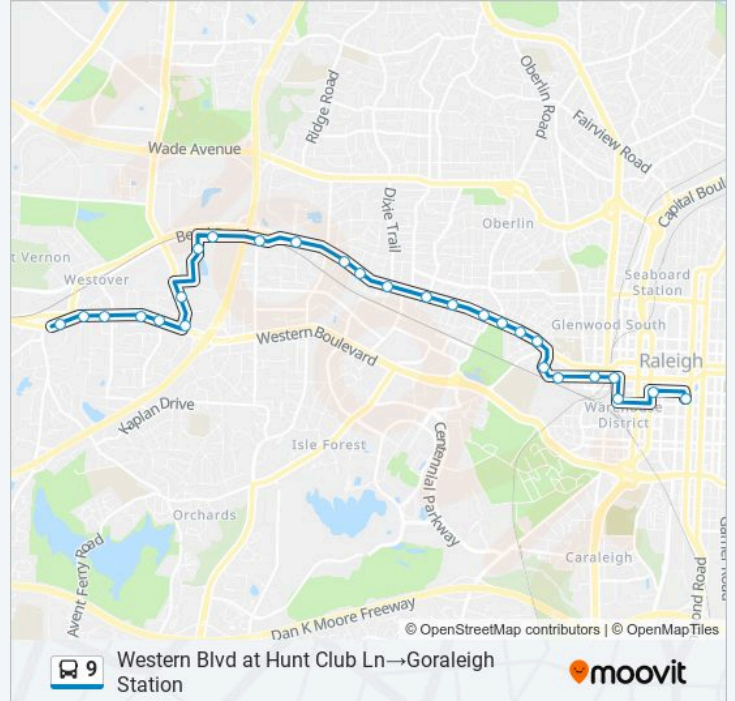 Ridge Road
Oberlin Road
Fairview Road
Wade Avenue
Capital Boul
Dixie Trail
Oberlin
t Vernon
Westover
Seaboard
Station
Glenwood South
Western Boulevard
Raleigh
Warehouse
District
Kaplan Drive
Isle Forest
Centennial Parkway
Orchards
Avent Ferry Road
Caraleigh
Dan K Moore Freeway
ond Road
© OpenStreetMap contributors | © OpenMapTiles
9
Western Blvd at Hunt Club Ln→Goraleigh
Station
moovit